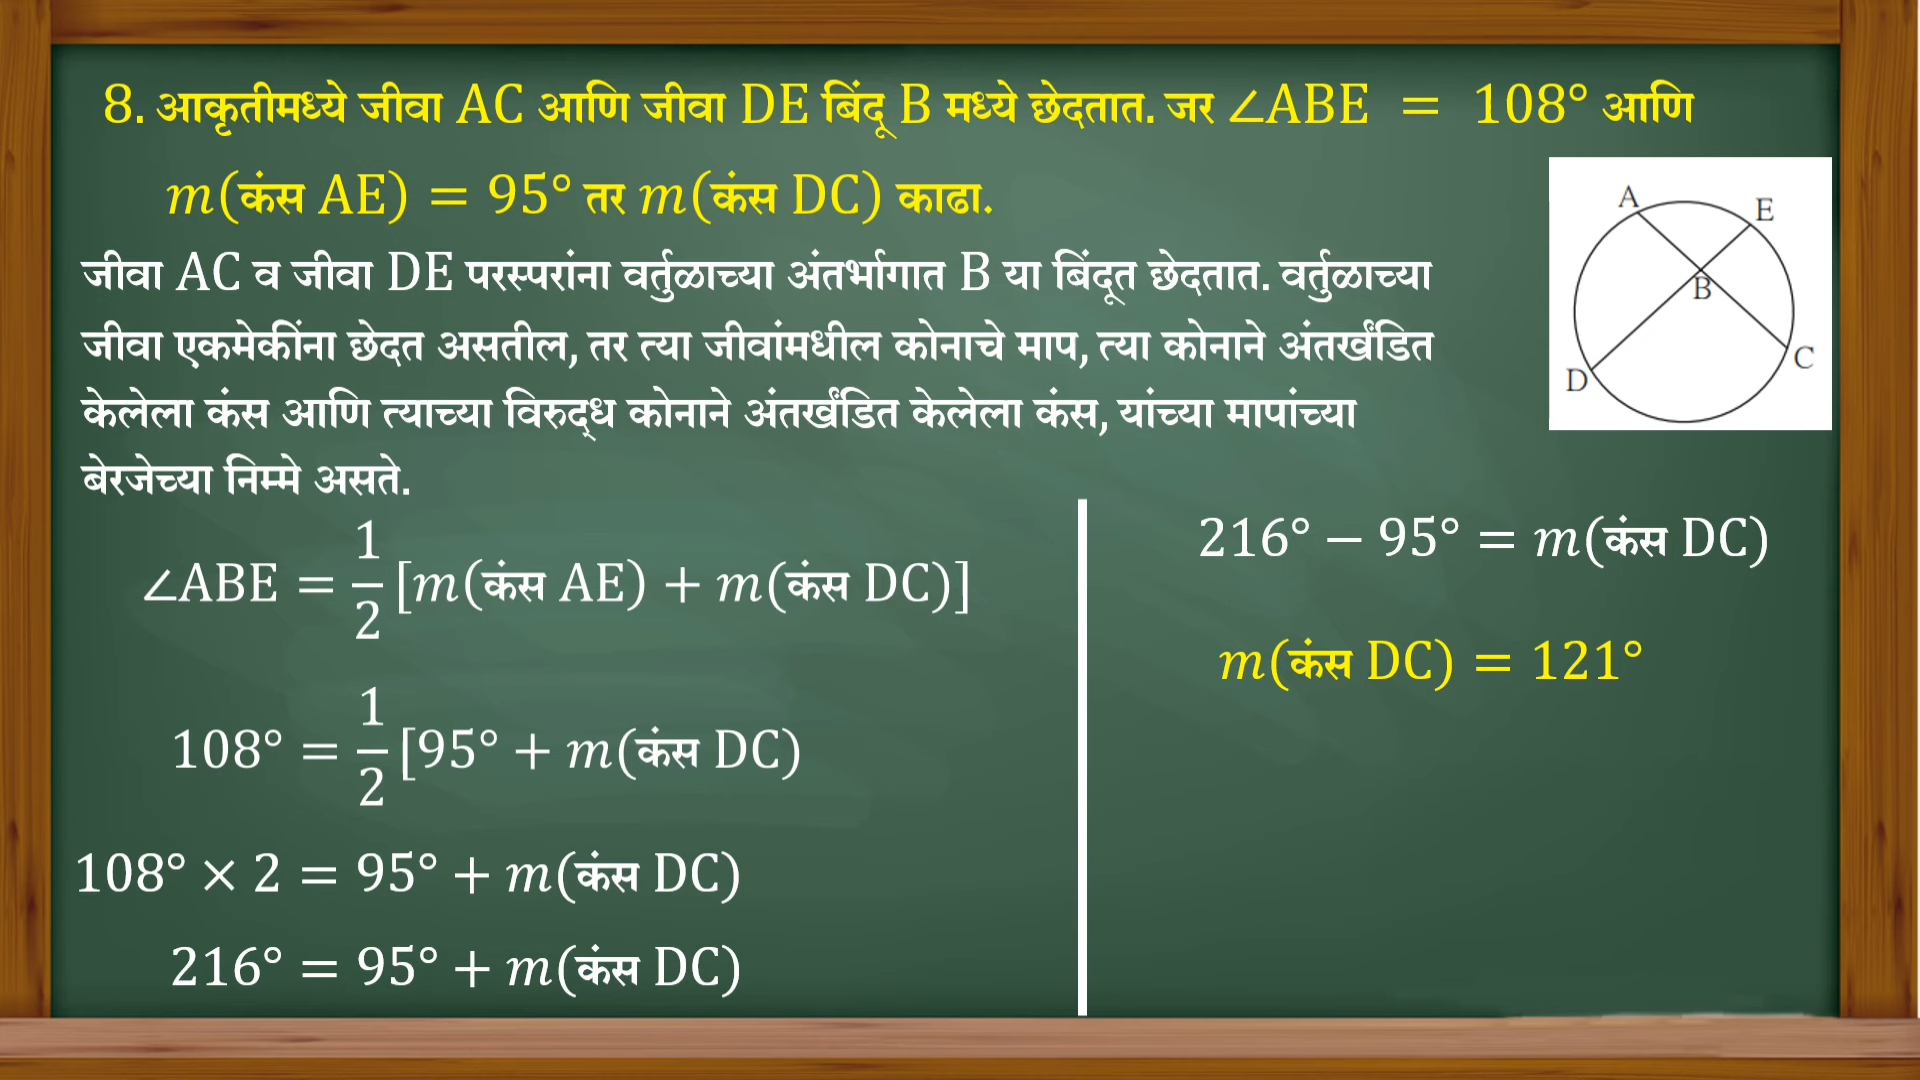 8. आकृतीमध्ये जीवा AC आणि जीवा DE बिंदू B मध्ये छेदतात. जर ∠ABE = 108° आणि
m(कंस AE) = 95° तर m(कंस DC) काढा.
A
E
B
D
C
जीवा AC व जीवा DE परस्परांना वर्तुळाच्या अंतर्भागात B या बिंदूत छेदतात. वर्तुळाच्या
जीवा एकमेकींना छेदत असतील, तर त्या जीवांमधील कोनाचे माप, त्या कोनाने अंतर्खंडित
केलेला कंस आणि त्याच्या विरुद्ध कोनाने अंतर्खंडित केलेला कंस, यांच्या मापांच्या
बेरजेच्या निम्मे असते.
∠ABE = 1/2 [m(कंस AE) + m(कंस DC)]
108° = 1/2 [95° + m(कंस DC)
108° × 2 = 95° + m(कंस DC)
216° = 95° + m(कंस DC)
216° − 95° = m(कंस DC)
m(कंस DC) = 121°